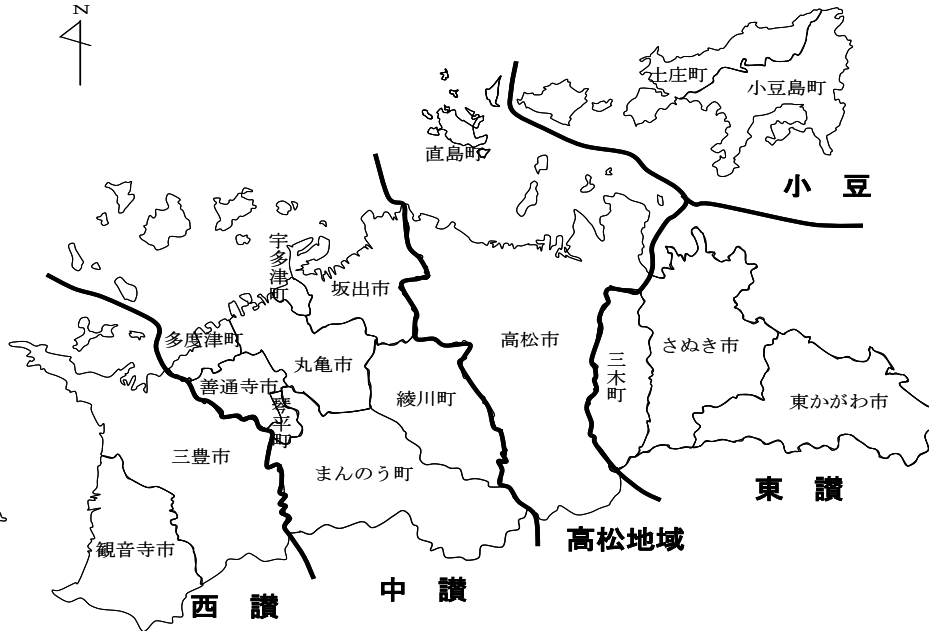 N
土庄町
小豆島町
直島町
小　豆
宇多津町
坂出市
高松市
多度津町
丸亀市
三木町
さぬき市
善通寺市
琴平町
綾川町
東かがわ市
三豊市
まんのう町
東　讃
観音寺市
高松地域
中　讃
西　讃